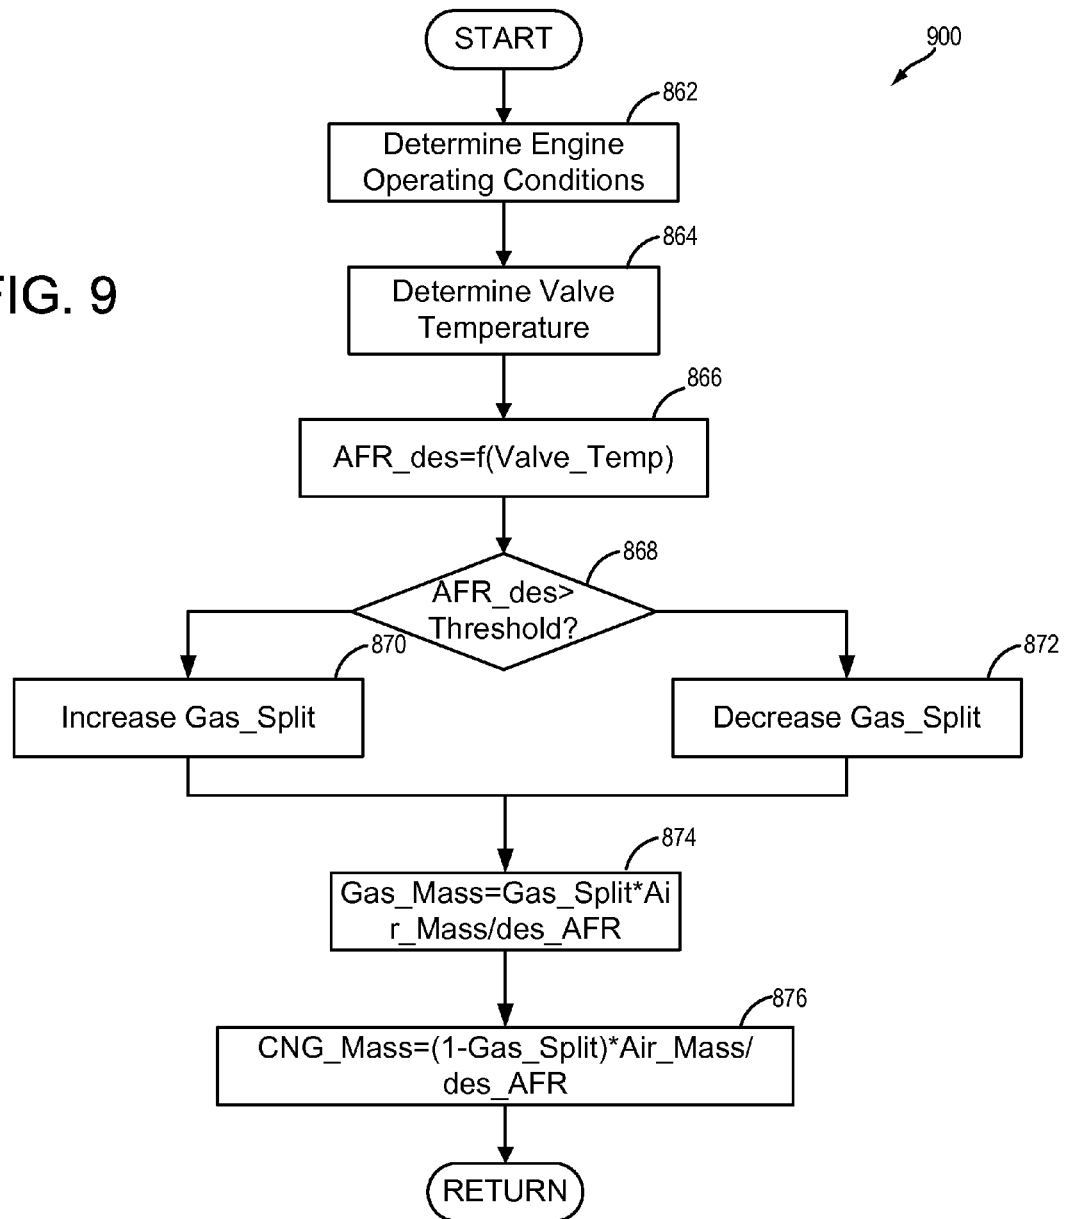 START
900
862
Determine Engine
Operating Conditions
864
Determine Valve
Temperature
FIG. 9
866
AFR_des=f(Valve_Temp)
868
AFR_des>
Threshold?
870
872
Increase Gas_Split
Decrease Gas_Split
874
Gas_Mass=Gas_Split*Ai
r_Mass/des_AFR
876
CNG_Mass=(1-Gas_Split)*Air_Mass/
des_AFR
RETURN